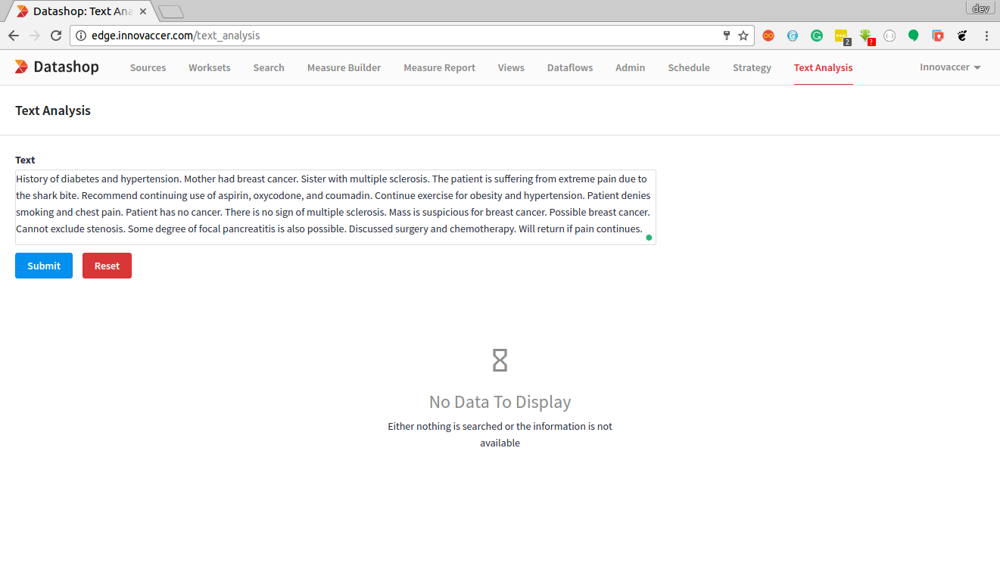 Datashop: Text Ana
dev
edge.innovaccer.com/text_analysis
2
?
Datashop
Sources
Worksets
Search
Measure Builder
Measure Report
Views
Dataflows
Admin
Schedule
Strategy
Text Analysis
Innovaccer
Text Analysis
Text
History of diabetes and hypertension. Mother had breast cancer. Sister with multiple sclerosis. The patient is suffering from extreme pain due to
the shark bite. Recommend continuing use of aspirin, oxycodone, and coumadin. Continue exercise for obesity and hypertension. Patient denies
smoking and chest pain. Patient has no cancer. There is no sign of multiple sclerosis. Mass is suspicious for breast cancer. Possible breast cancer.
Cannot exclude stenosis. Some degree of focal pancreatitis is also possible. Discussed surgery and chemotherapy. Will return if pain continues.
Submit
Reset
No Data To Display
Either nothing is searched or the information is not
available